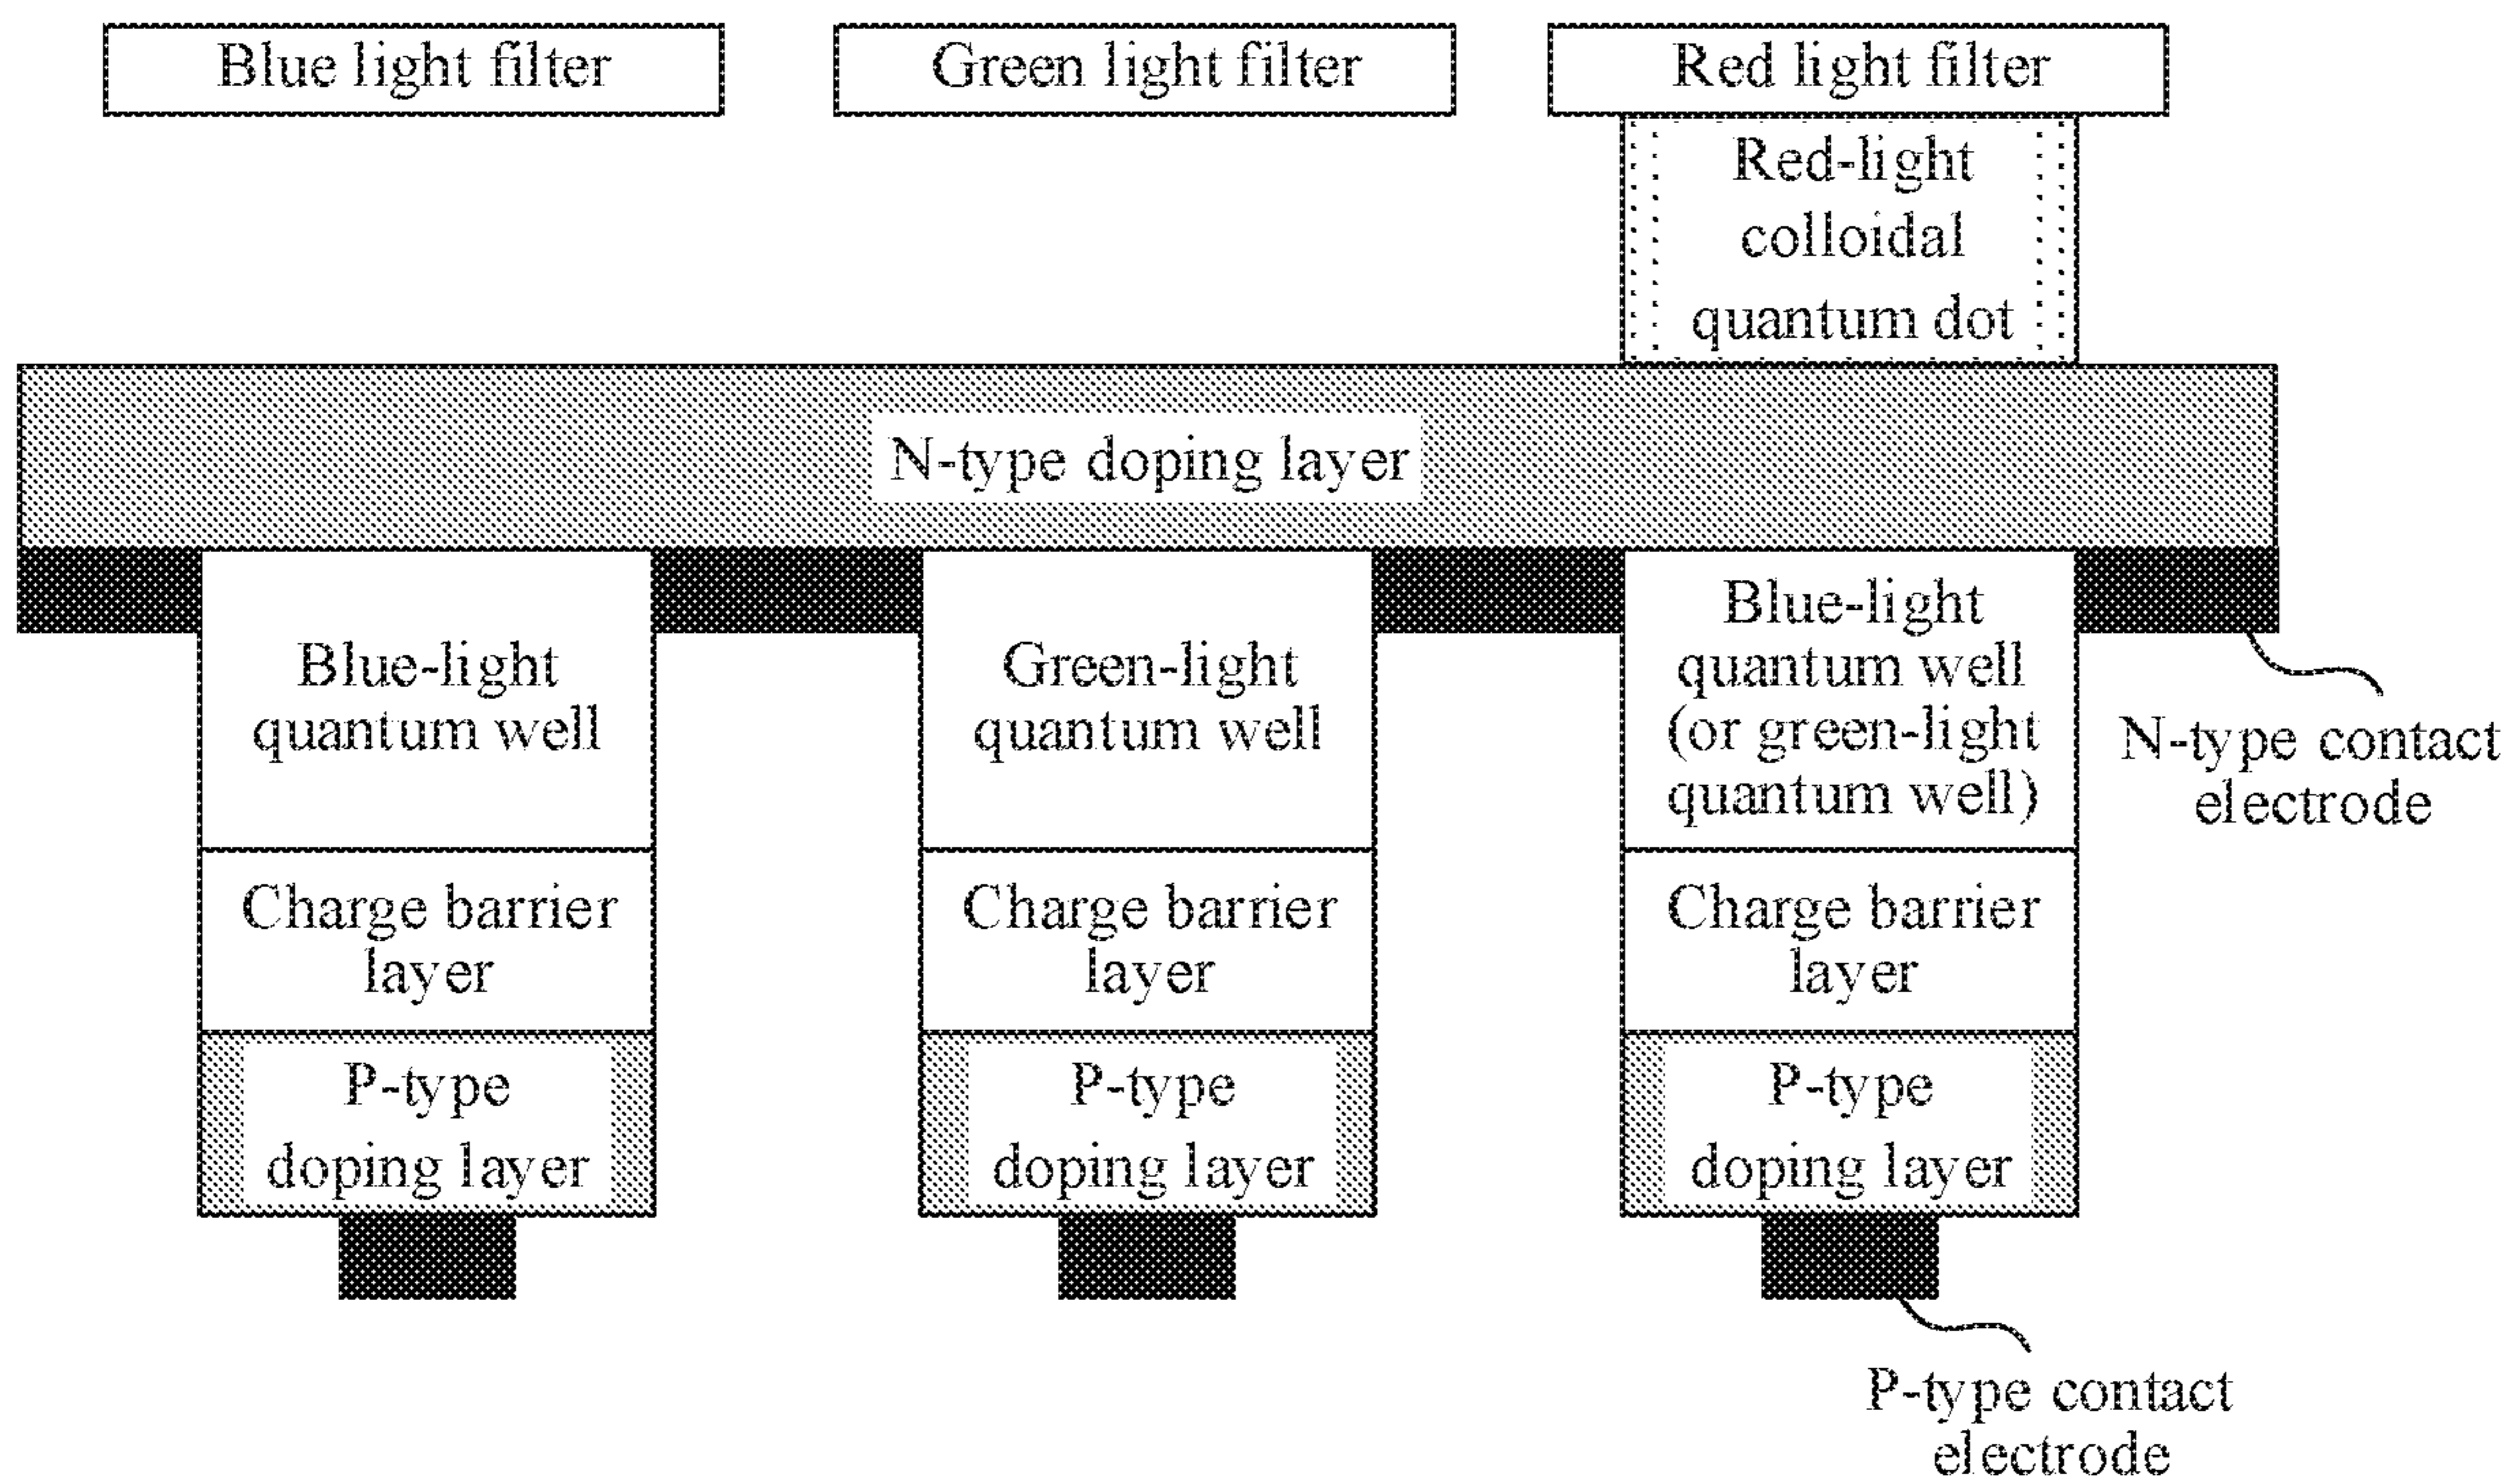 Blue light filter
Green light filter
Red light filter
Red-light
colloidal
quantum dot
N-type doping layer
Blue-light
quantum well
Green-light
quantum well
Blue-light
quantum well
(or green-light
quantum well)
N-type contact
electrode
Charge barrier
layer
Charge barrier
layer
Charge barrier
layer
P-type
doping layer
P-type
doping layer
P-type
doping layer
P-type contact
electrode